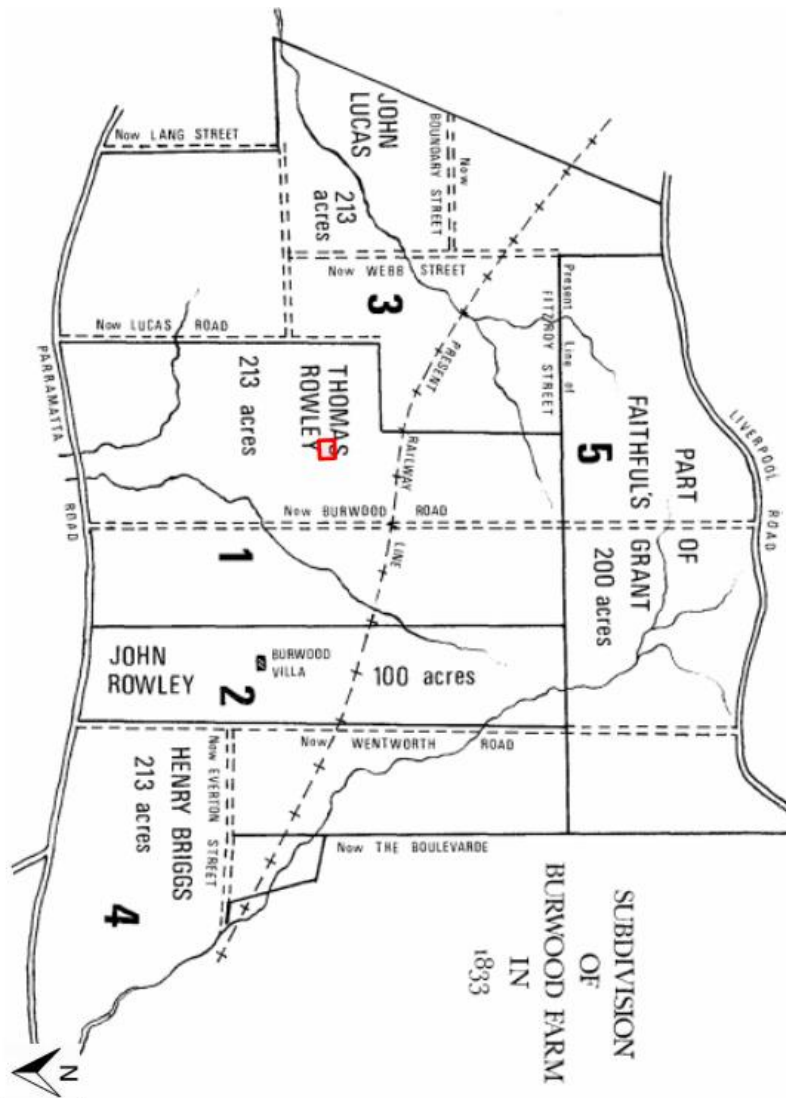 Now LANG STREET
JOHN
LUCAS
213
acres
Now
BOUNDARY STREET
Now WEBB STREET
3
Now LUCAS ROAD
Present Line of
FITZROY STREET
PRESENT
RAILWAY
LINE
THOMAS
ROWLEY
213 acres
PARRAMATTA
ROAD
LIVERPOOL
ROAD
5
PART OF
FAITHFUL'S GRANT
200 acres
Now BURWOOD ROAD
1
JOHN
ROWLEY
2
BURWOOD
VILLA
100 acres
Now WENTWORTH ROAD
Now EVERTON STREET
HENRY BRIGGS
213 acres
4
Now THE BOULEVARDE
SUBDIVISION
OF
BURWOOD FARM
IN
1833
N